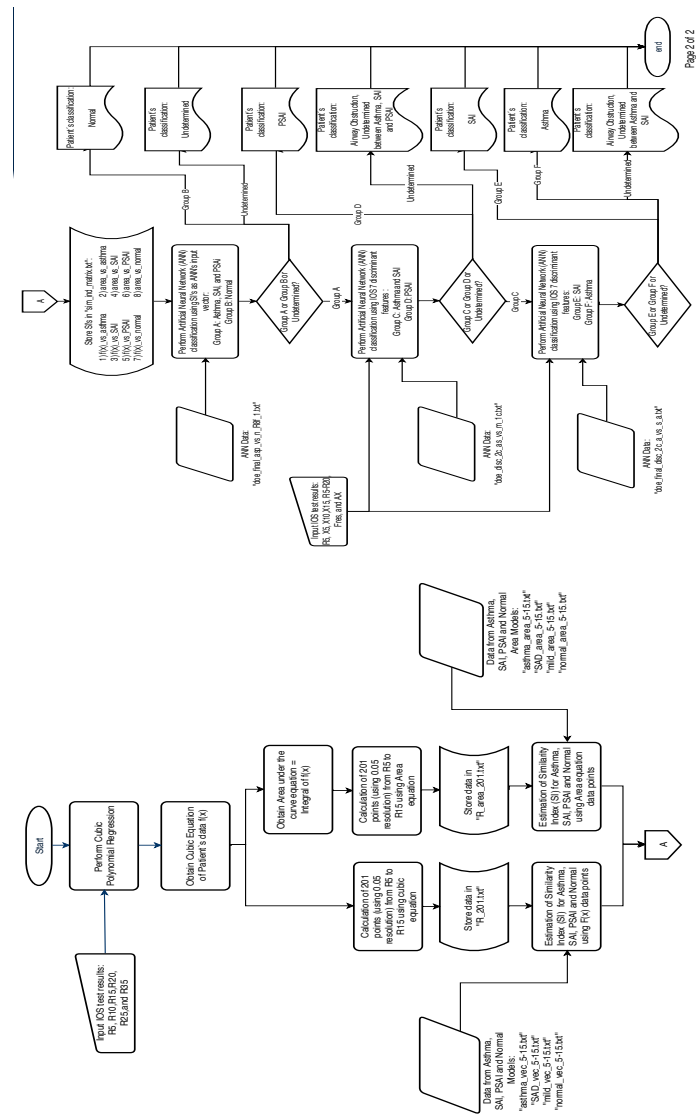 Start
Input IOS test results:
R5, R10,R15,R20,
R25,and R35
Perform Cubic
Polynomial Regression
Obtain Cubic Equation
of Patient's data f(x)
Obtain Area under the
curve equation =
Integral of f(x)
Calculation of 201
points (using 0.05
resolution) from R5 to
R15 using cubic
equation
Calculation of 201
points (using 0.05
resolution) from R5 to
R15 using Area
equation
Store data in
"R_201.txt"
Store data in
"R_area_201.txt"
Data from Asthma,
SAI, PSAI and Normal
Models:
"asthma_vec_5-15.txt"
"SAD_vec_5-15.txt"
"mild_vec_5-15.txt"
"normal_vec_5-15.txt"
Estimation of Similarity
Index (SI) for Asthma,
SAI, PSAI and Normal
using F(x) data points
Estimation of Similarity
Index (SI) for Asthma,
SAI, PSAI and Normal
using Area equation
data points
Data from Asthma,
SAI, PSAI and Normal
Area Models:
"asthma_area_5-15.txt"
"SAD_area_5-15.txt"
"mild_area_5-15.txt"
"normal_area_5-15.txt"
A
A
Store SIs in "sim_ind_matrix.txt":
1) f(x)_vs_asthma 2) area_vs_asthma
3) f(x)_vs_SAI 4) area_vs_SAI
5) f(x)_vs_PSAI 6) area_vs_PSAI
7) f(x)_vs_normal 8) area_vs_normal
Perform Artificial Neural Network (ANN)
classification using SI's as ANN's input
vector:
Group A: Asthma, SAI, and PSAI
Group B: Normal
ANN Data:
Group A or Group B or
Undetermined?
Group B
Undetermined
Group A
Patient's classification:
Normal
Patient's
classification:
Undetermined
Input IOS test results:
R5, X5, X10,X15, R5-R20,
Fres, and AX
Perform Artificial Neural Network (ANN)
classification using IOS 7 discriminant
features :
Group C: Asthma and SAI
Group D: PSAI
ANN Data:
"doe_disc_2c_as_vs_m_1c.txt"
Group C or Group D or
Undetermined?
Group D
Undetermined
Group C
Patient's
classification:
PSAI
Patient's
classification:
Airway Obstruction,
Undetermined
between Asthma, SAI
and PSAI
Perform Artificial Neural Network (ANN)
classification using IOS 7 discriminant
features:
Group E: SAI
Group F: Asthma
ANN Data:
"doe_final_disc_2c_a_vs_s_a.txt"
Group E or Group F or
Undetermined?
Group E
Group F
Undetermined
Patient's
classification:
SAI
Patient's
classification:
Asthma
Patient's
classification:
Airway Obstruction,
Undetermined
between Asthma and
SAI
end
Page 2 of 2